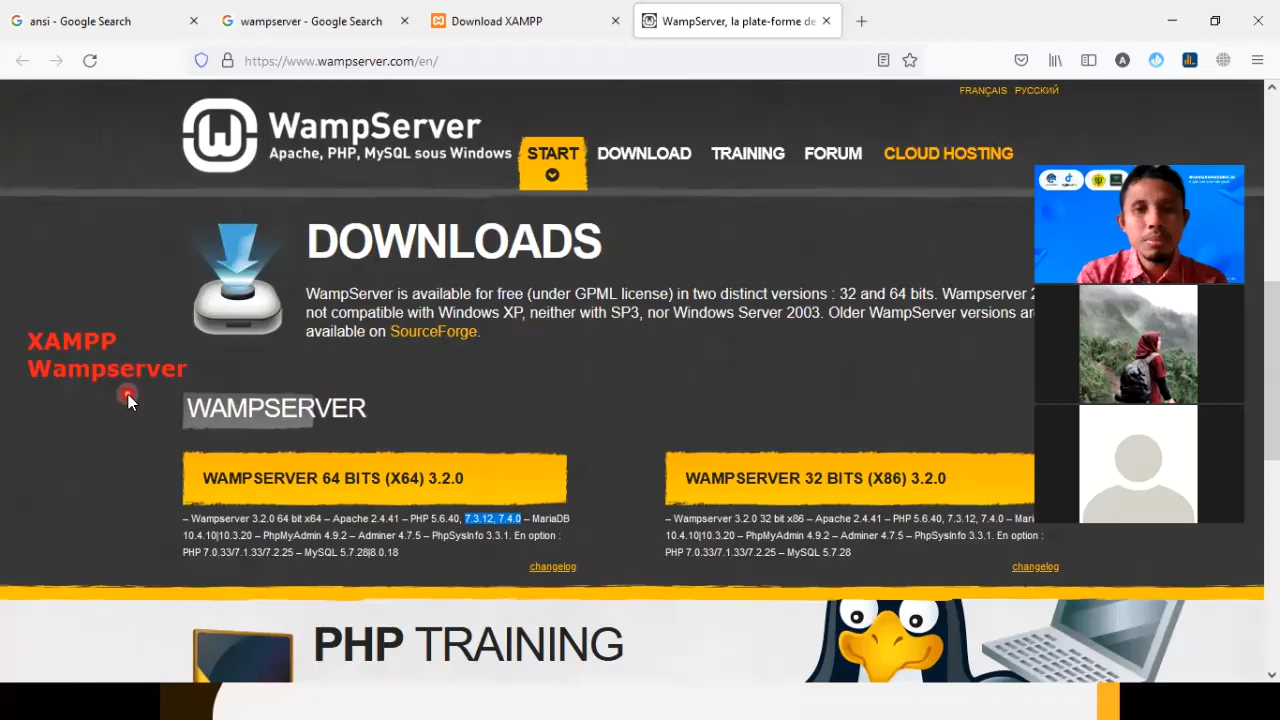 ansi - Google Search
wampserver - Google Search
Download XAMPP
WampServer, la plate-forme de
https://www.wampserver.com/en/
FRANÇAIS РУССКИЙ
WampServer
Apache, PHP, MySQL sous Windows
START
DOWNLOAD
TRAINING
FORUM
CLOUD HOSTING
DOWNLOADS
WampServer is available for free (under GPML license) in two distinct versions : 32 and 64 bits. Wampserver 2
not compatible with Windows XP, neither with SP3, nor Windows Server 2003. Older WampServer versions are
available on SourceForge.
XAMPP
Wampserver
WAMPSERVER
WAMPSERVER 64 BITS (X64) 3.2.0
– Wampserver 3.2.0 64 bit x64 – Apache 2.4.41 – PHP 5.6.40, 7.3.12, 7.4.0 – MariaDB
10.4.10|10.3.20 – PhpMyAdmin 4.9.2 – Adminer 4.7.5 – PhpSysInfo 3.3.1. En option :
PHP 7.0.33/7.1.33/7.2.25 – MySQL 5.7.28|8.0.18
changelog
WAMPSERVER 32 BITS (X86) 3.2.0
– Wampserver 3.2.0 32 bit x86 – Apache 2.4.41 – PHP 5.6.40, 7.3.12, 7.4.0 – Mari
10.4.10|10.3.20 – PhpMyAdmin 4.9.2 – Adminer 4.7.5 – PhpSysInfo 3.3.1. En option :
PHP 7.0.33/7.1.33/7.2.25 – MySQL 5.7.28
changelog
PHP TRAINING